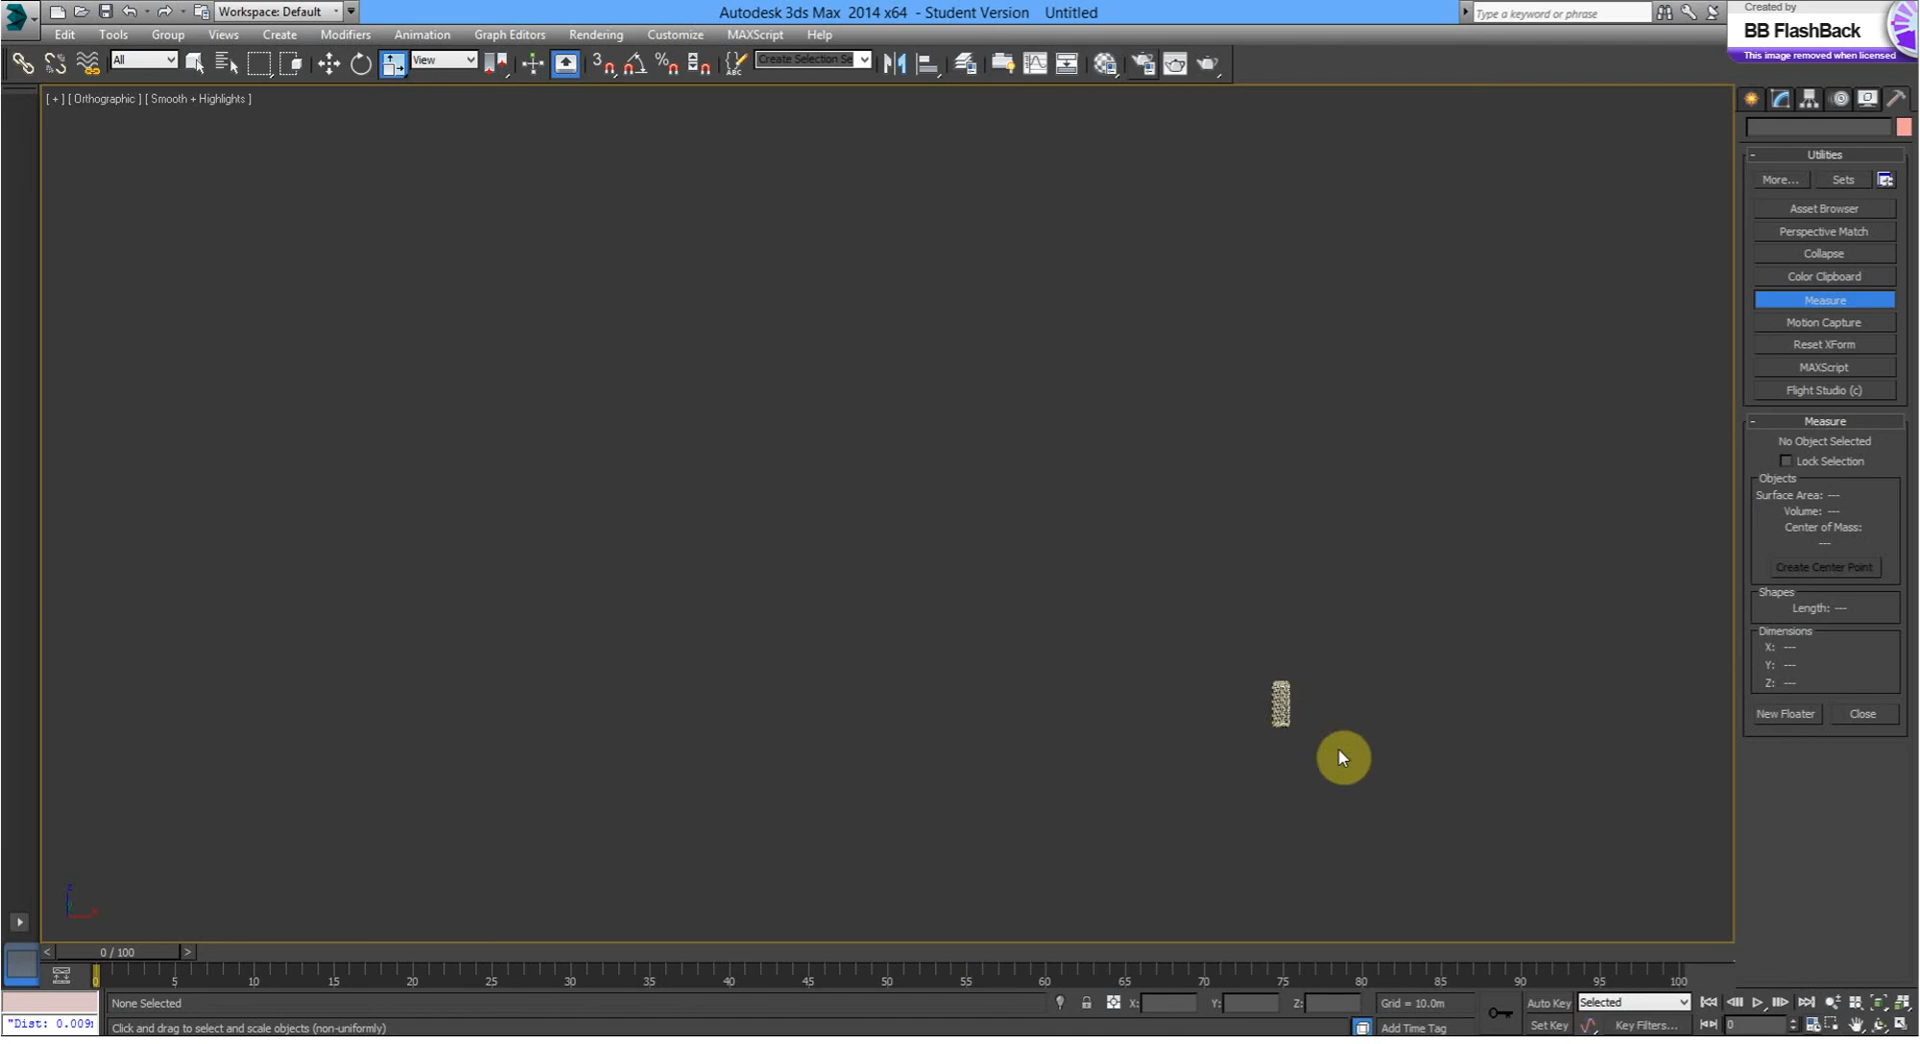 Workspace: Default
Autodesk 3ds Max 2014 x64 - Student Version Untitled
Type a keyword or phrase
Created by
BB FlashBack
This image removed when licensed
Edit Tools Group Views Create Modifiers Animation Graph Editors Rendering Customize MAXScript Help
All
View
3
%
ABC
Create Selection Se
[ + ] [ Orthographic ] [ Smooth + Highlights ]
- Utilities
More... Sets
Asset Browser
Perspective Match
Collapse
Color Clipboard
Measure
Motion Capture
Reset XForm
MAXScript
Flight Studio (c)
- Measure
No Object Selected
Lock Selection
Objects
Surface Area: ---
Volume: ---
Center of Mass:
---
Create Center Point
Shapes
Length: ---
Dimensions
X: ---
Y: ---
Z: ---
New Floater Close
z
x
< 0 / 100 >
0 5 10 15 20 25 30 35 40 45 50 55 60 65 70 75 80 85 90 95 100
None Selected X: Y: Z: Grid = 10.0m Auto Key Selected
"Dist: 0.009
Click and drag to select and scale objects (non-uniformly) Add Time Tag Set Key Key Filters... 0